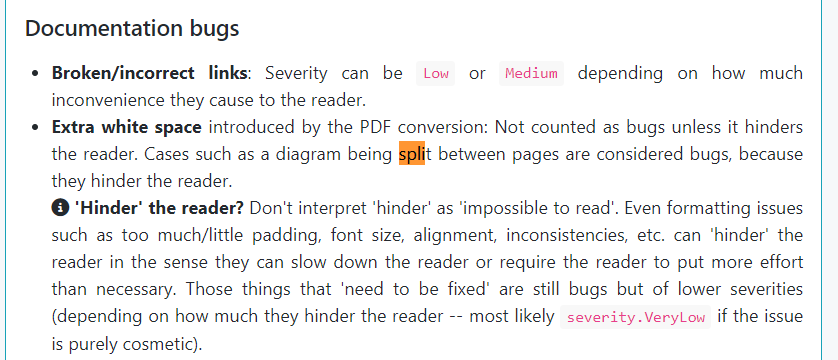 Documentation bugs
• Broken/incorrect links: Severity can be Low or Medium depending on how much
inconvenience they cause to the reader.
• Extra white space introduced by the PDF conversion: Not counted as bugs unless it hinders
the reader. Cases such as a diagram being split between pages are considered bugs, because
they hinder the reader.
'Hinder' the reader? Don't interpret 'hinder' as 'impossible to read'. Even formatting issues
such as too much/little padding, font size, alignment, inconsistencies, etc. can 'hinder' the
reader in the sense they can slow down the reader or require the reader to put more effort
than necessary. Those things that 'need to be fixed' are still bugs but of lower severities
(depending on how much they hinder the reader -- most likely severity.VeryLow if the issue
is purely cosmetic).